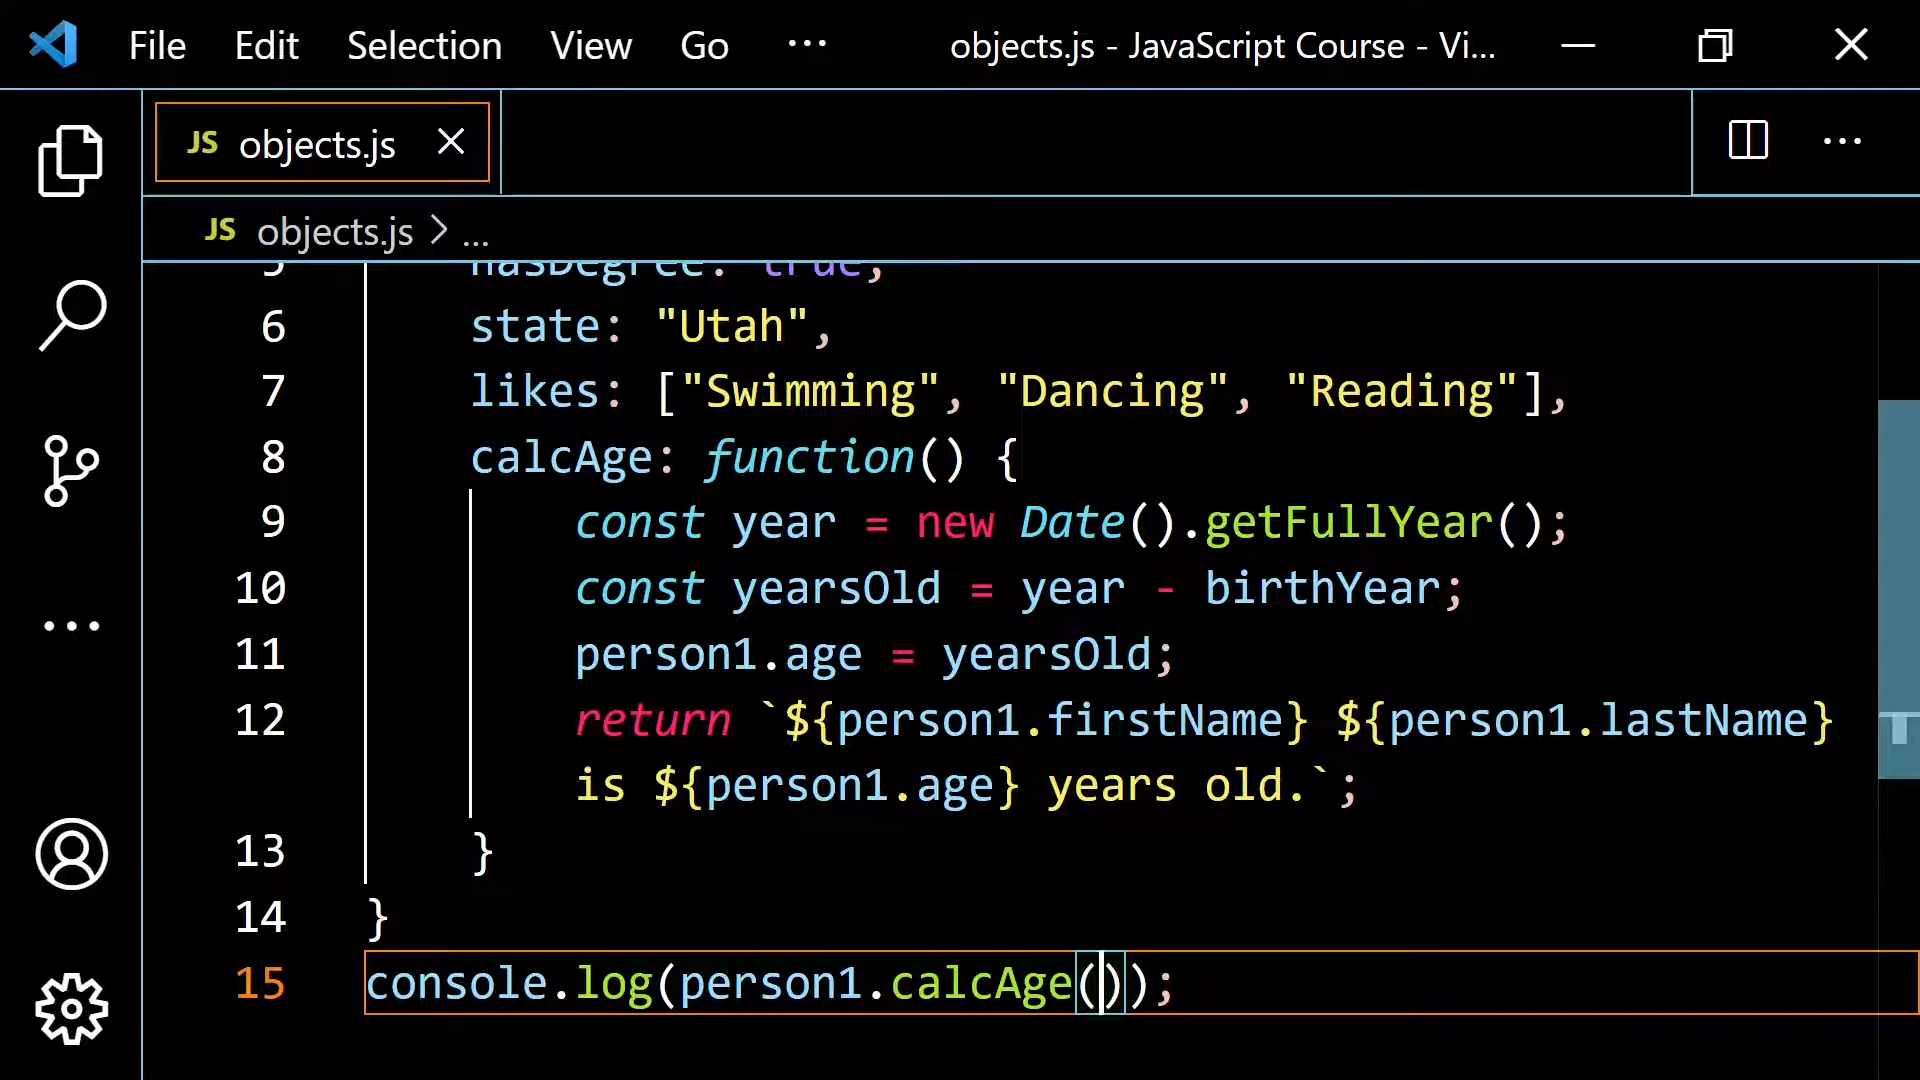 File Edit Selection View Go ... objects.js - JavaScript Course - Vi...
JS objects.js
JS objects.js > ...
5 hasDegree: true,
6 state: "Utah",
7 likes: ["Swimming", "Dancing", "Reading"],
8 calcAge: function() {
9 const year = new Date().getFullYear();
10 const yearsOld = year - birthYear;
11 person1.age = yearsOld;
12 return `${person1.firstName} ${person1.lastName}
is ${person1.age} years old.`;
13 }
14 }
15 console.log(person1.calcAge());